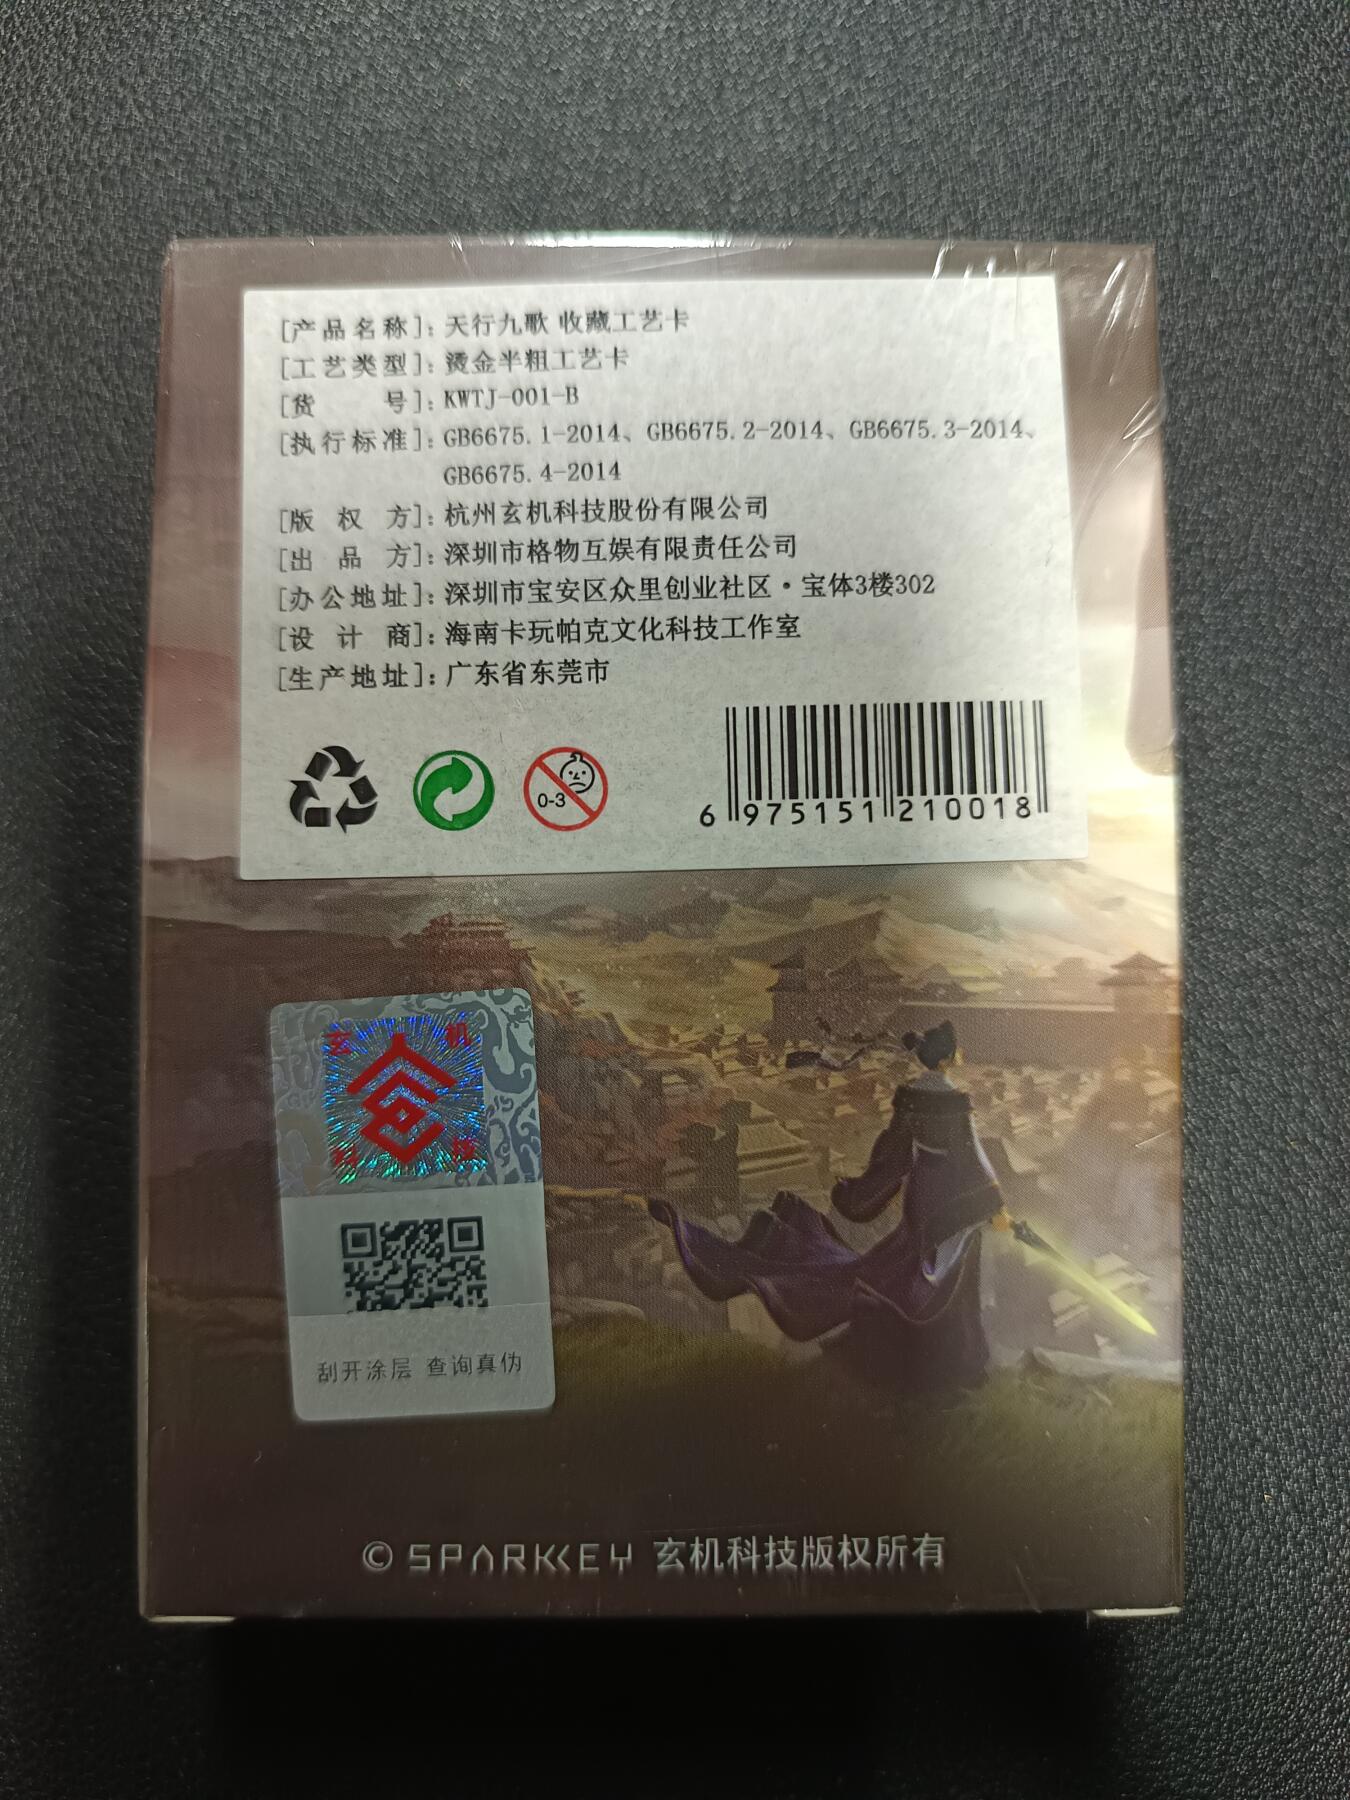 [产品名称]：天行九歌 收藏工艺卡
[工艺类型]：烫金半粗工艺卡
[货 号]：KWTJ-001-B
[执行标准]：GB6675.1-2014、GB6675.2-2014、GB6675.3-2014、
GB6675.4-2014
[版 权 方]：杭州玄机科技股份有限公司
[出 品 方]：深圳市格物互娱有限责任公司
[办公地址]：深圳市宝安区众里创业社区·宝体3楼302
[设 计 商]：海南卡玩帕克文化科技工作室
[生产地址]：广东省东莞市
0-3
6 975151 210018
玄机
科技
刮开涂层 查询真伪
© SPARKKEY 玄机科技版权所有